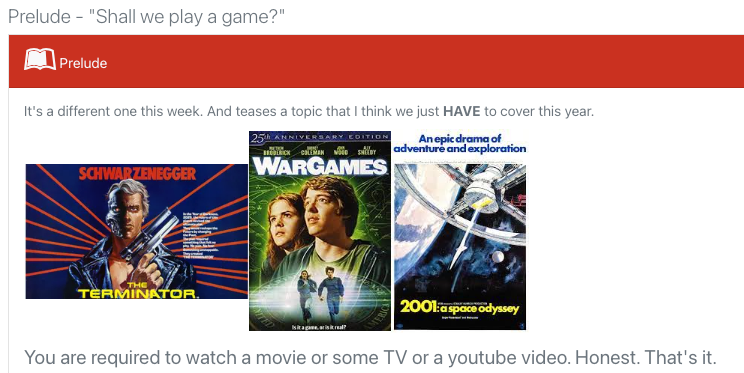 Prelude - "Shall we play a game?"
Prelude
It's a different one this week. And teases a topic that I think we just HAVE to cover this year.
SCHWARZENEGGER
THE
TERMINATOR
25th ANNIVERSARY EDITION
MATTHEW BRODERICK DABNEY COLEMAN JOHN WOOD ALLY SHEEDY
WARGAMES
Is it a game, or is it real?
An epic drama of
adventure and exploration
2001: a space odyssey
You are required to watch a movie or some TV or a youtube video. Honest. That's it.